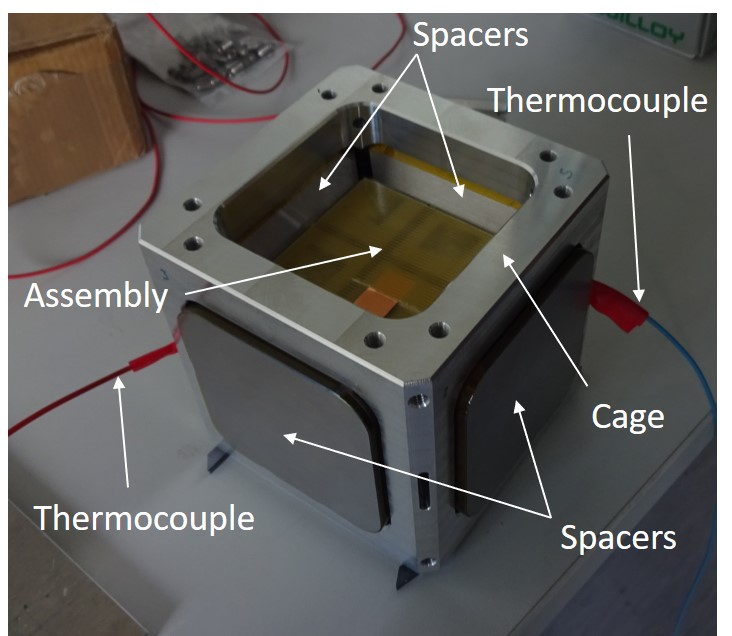 Spacers
Thermocouple
Assembly
Cage
Thermocouple
Spacers